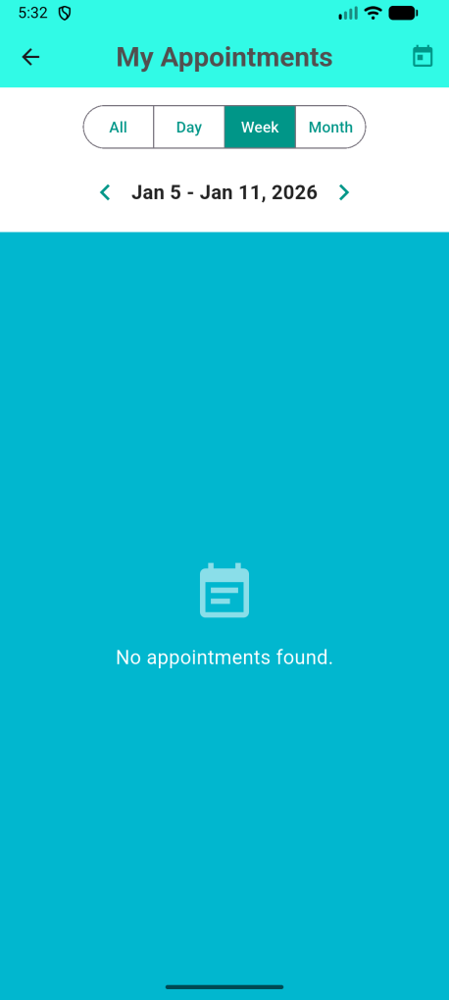 5:32
My Appointments
All Day Week Month
Jan 5 - Jan 11, 2026
No appointments found.